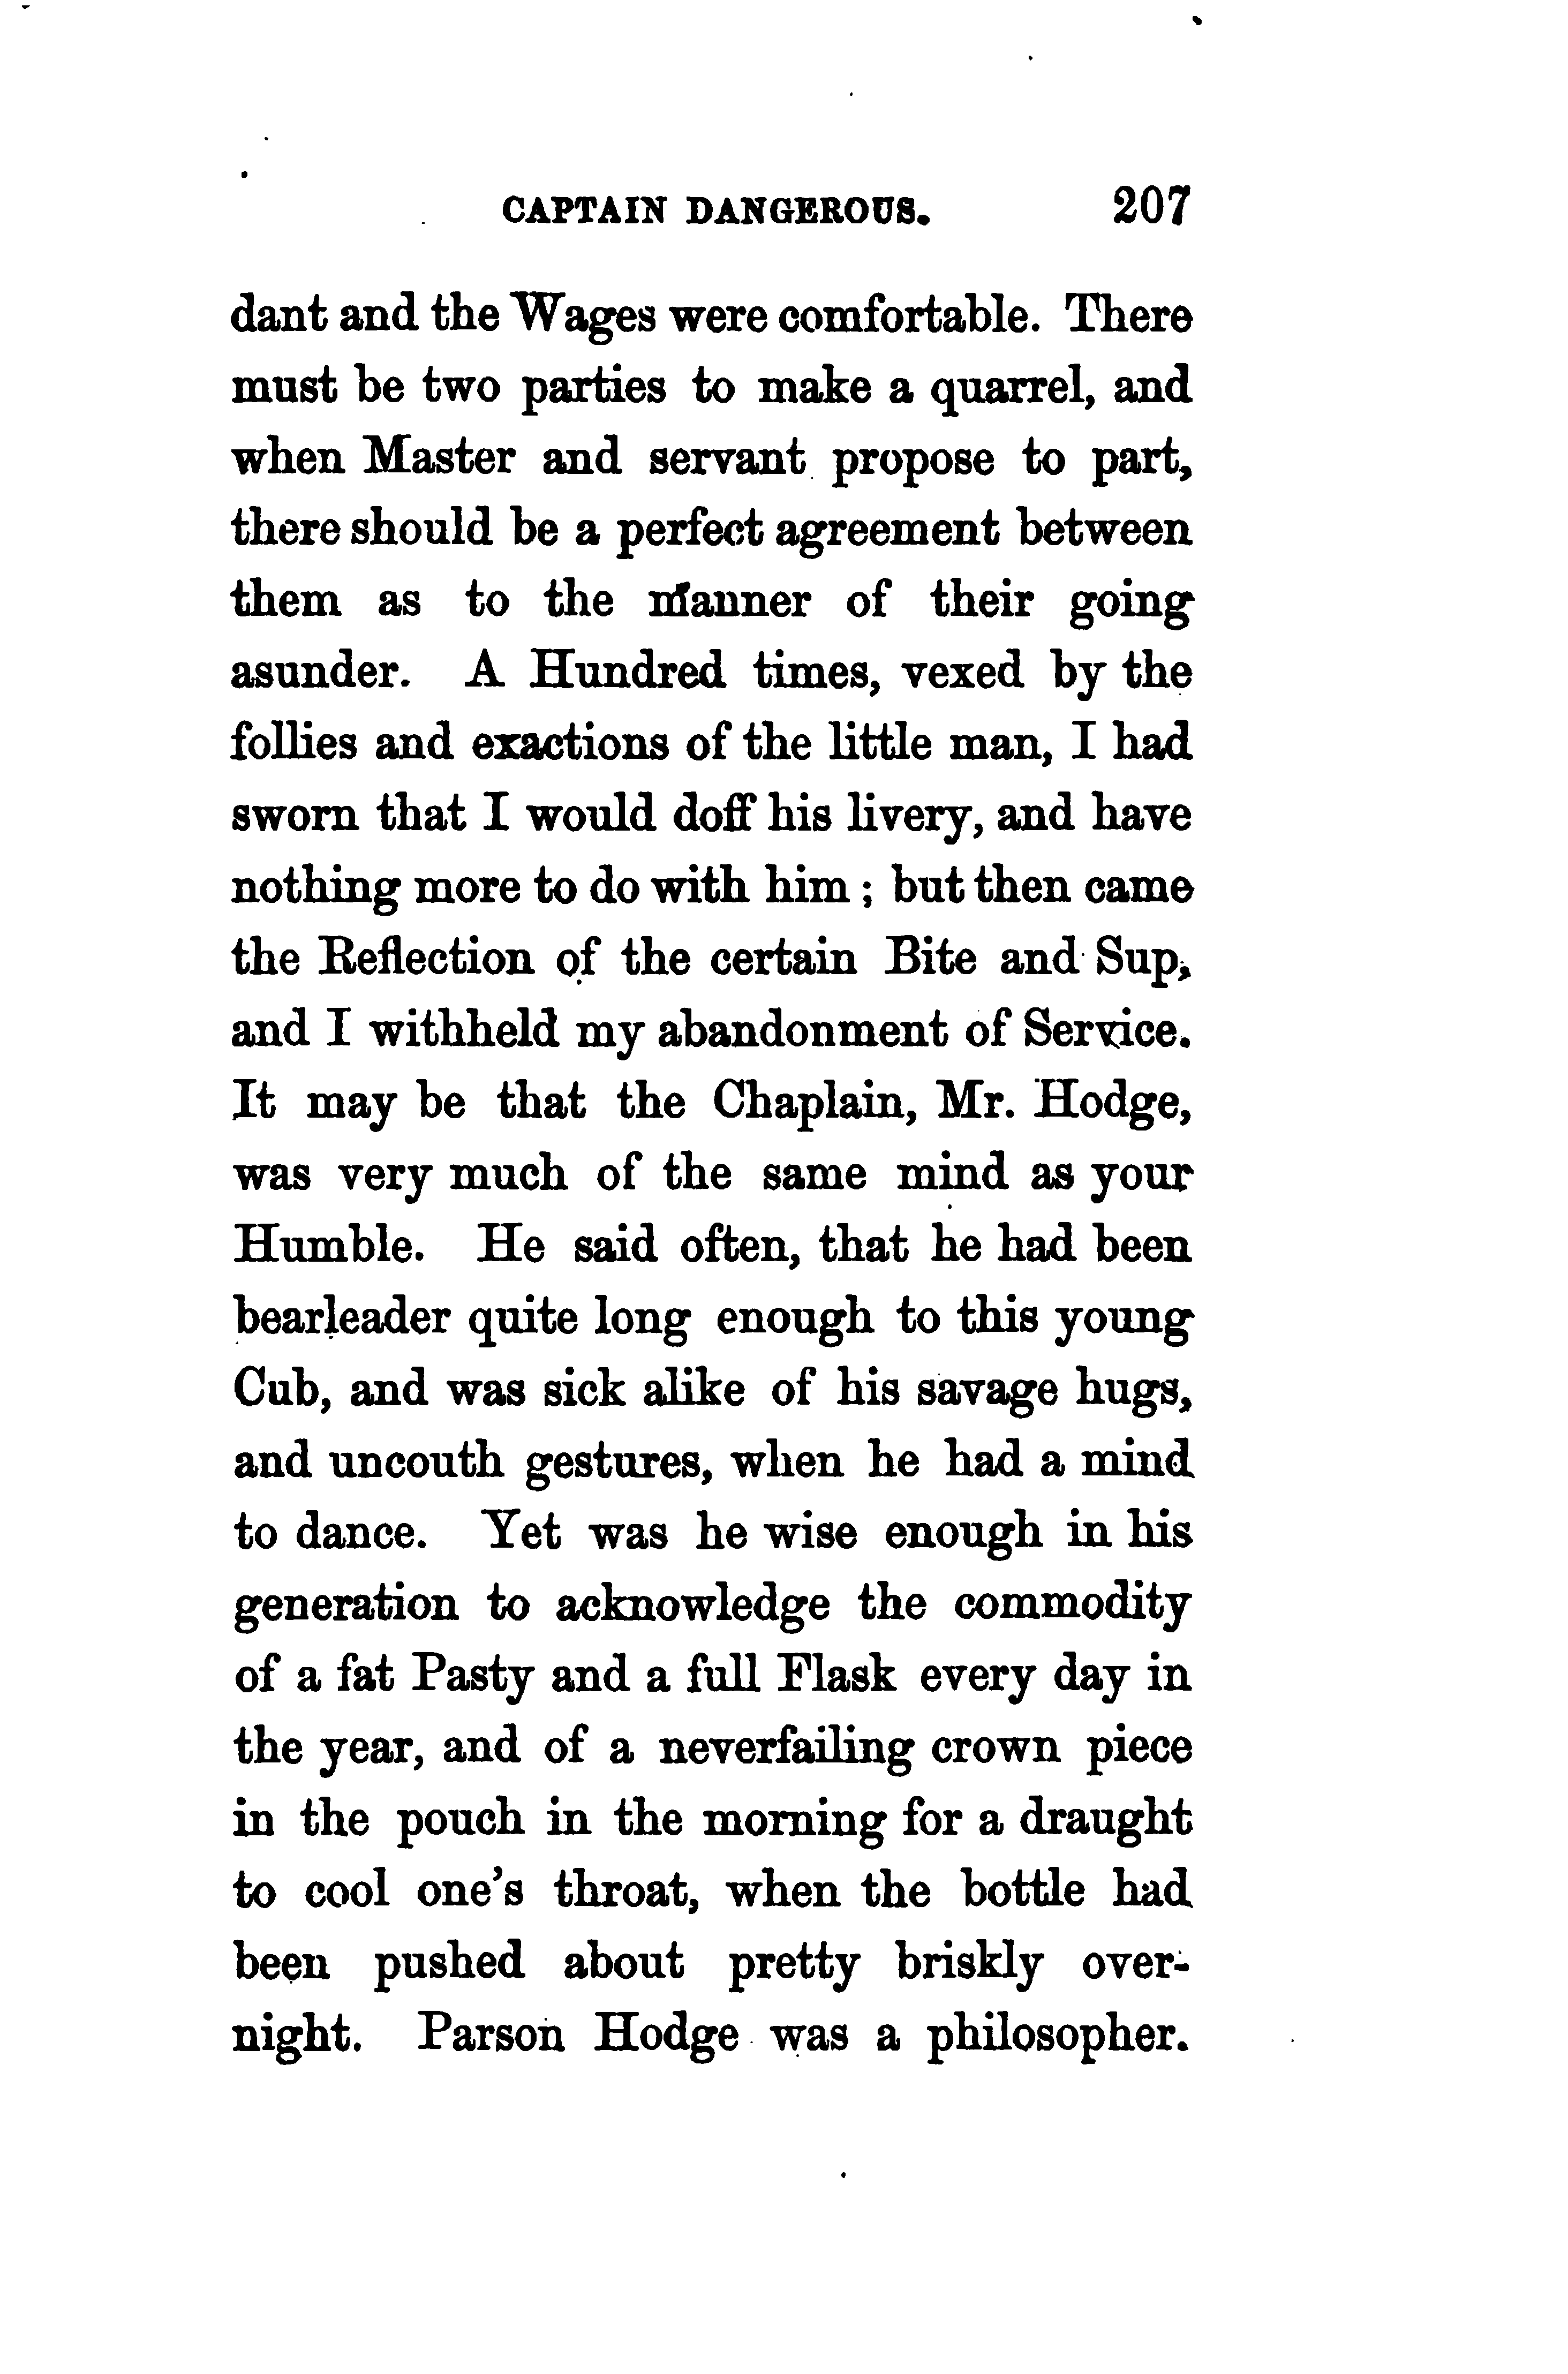 CAPTAIN DANGEROUS. 207
dant and the Wages were comfortable. There
must be two parties to make a quarrel, and
when Master and servant propose to part,
there should be a perfect agreement between
them as to the manner of their going
asunder. A Hundred times, vexed by the
follies and exactions of the little man, I had
sworn that I would doff his livery, and have
nothing more to do with him ; but then came
the Reflection of the certain Bite and Sup,
and I withheld my abandonment of Service.
It may be that the Chaplain, Mr. Hodge,
was very much of the same mind as your
Humble. He said often, that he had been
bearleader quite long enough to this young
Cub, and was sick alike of his savage hugs,
and uncouth gestures, when he had a mind
to dance. Yet was he wise enough in his
generation to acknowledge the commodity
of a fat Pasty and a full Flask every day in
the year, and of a neverfailing crown piece
in the pouch in the morning for a draught
to cool one's throat, when the bottle had
been pushed about pretty briskly over-
night. Parson Hodge was a philosopher.